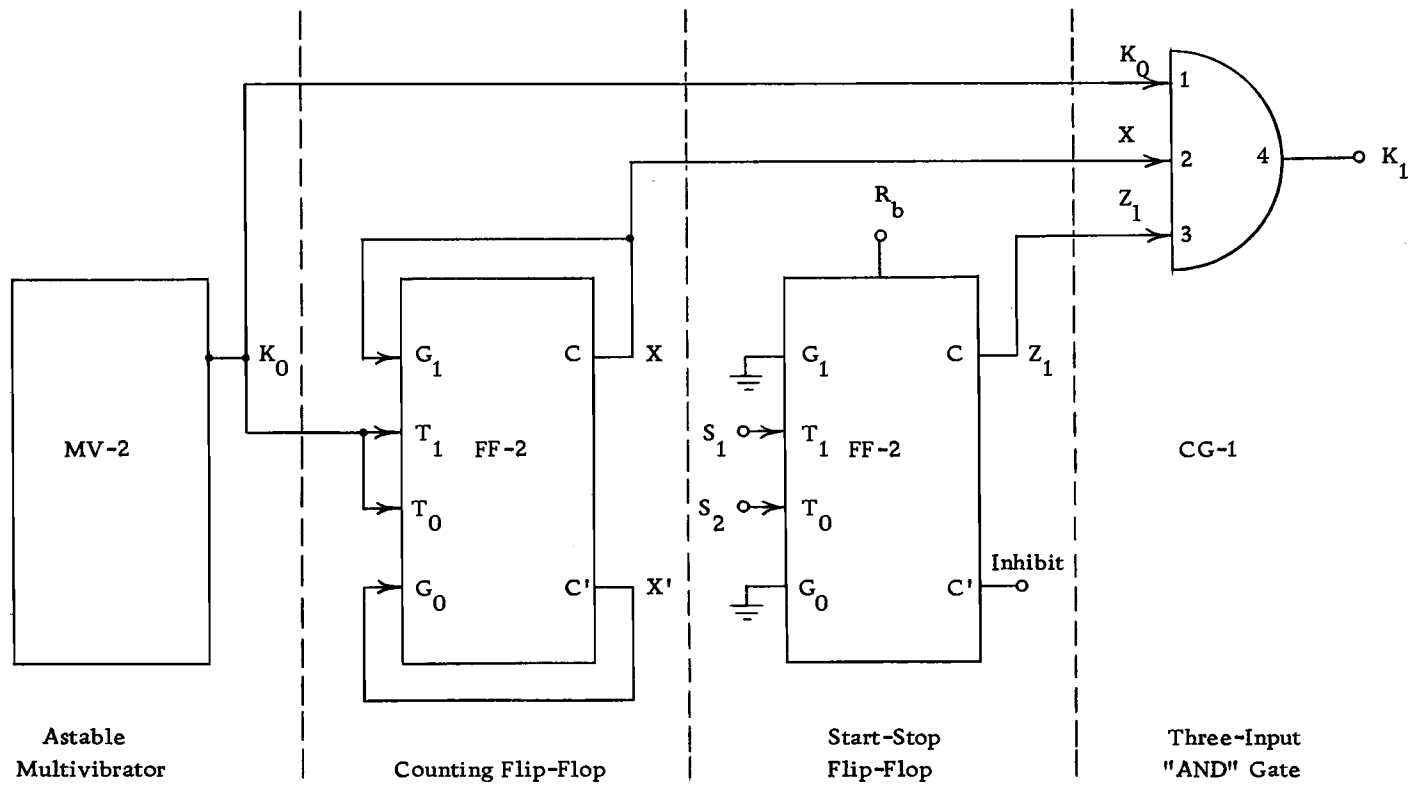 K0
1
X
2
4
K1
Rb
Z1
3
K0
G1
C
X
G1
C
Z1
MV-2
T1
FF-2
S1
T1
FF-2
CG-1
T0
S2
T0
Inhibit
G0
C'
X'
G0
C'
Astable
Multivibrator
Counting Flip-Flop
Start-Stop
Flip-Flop
Three-Input
"AND" Gate